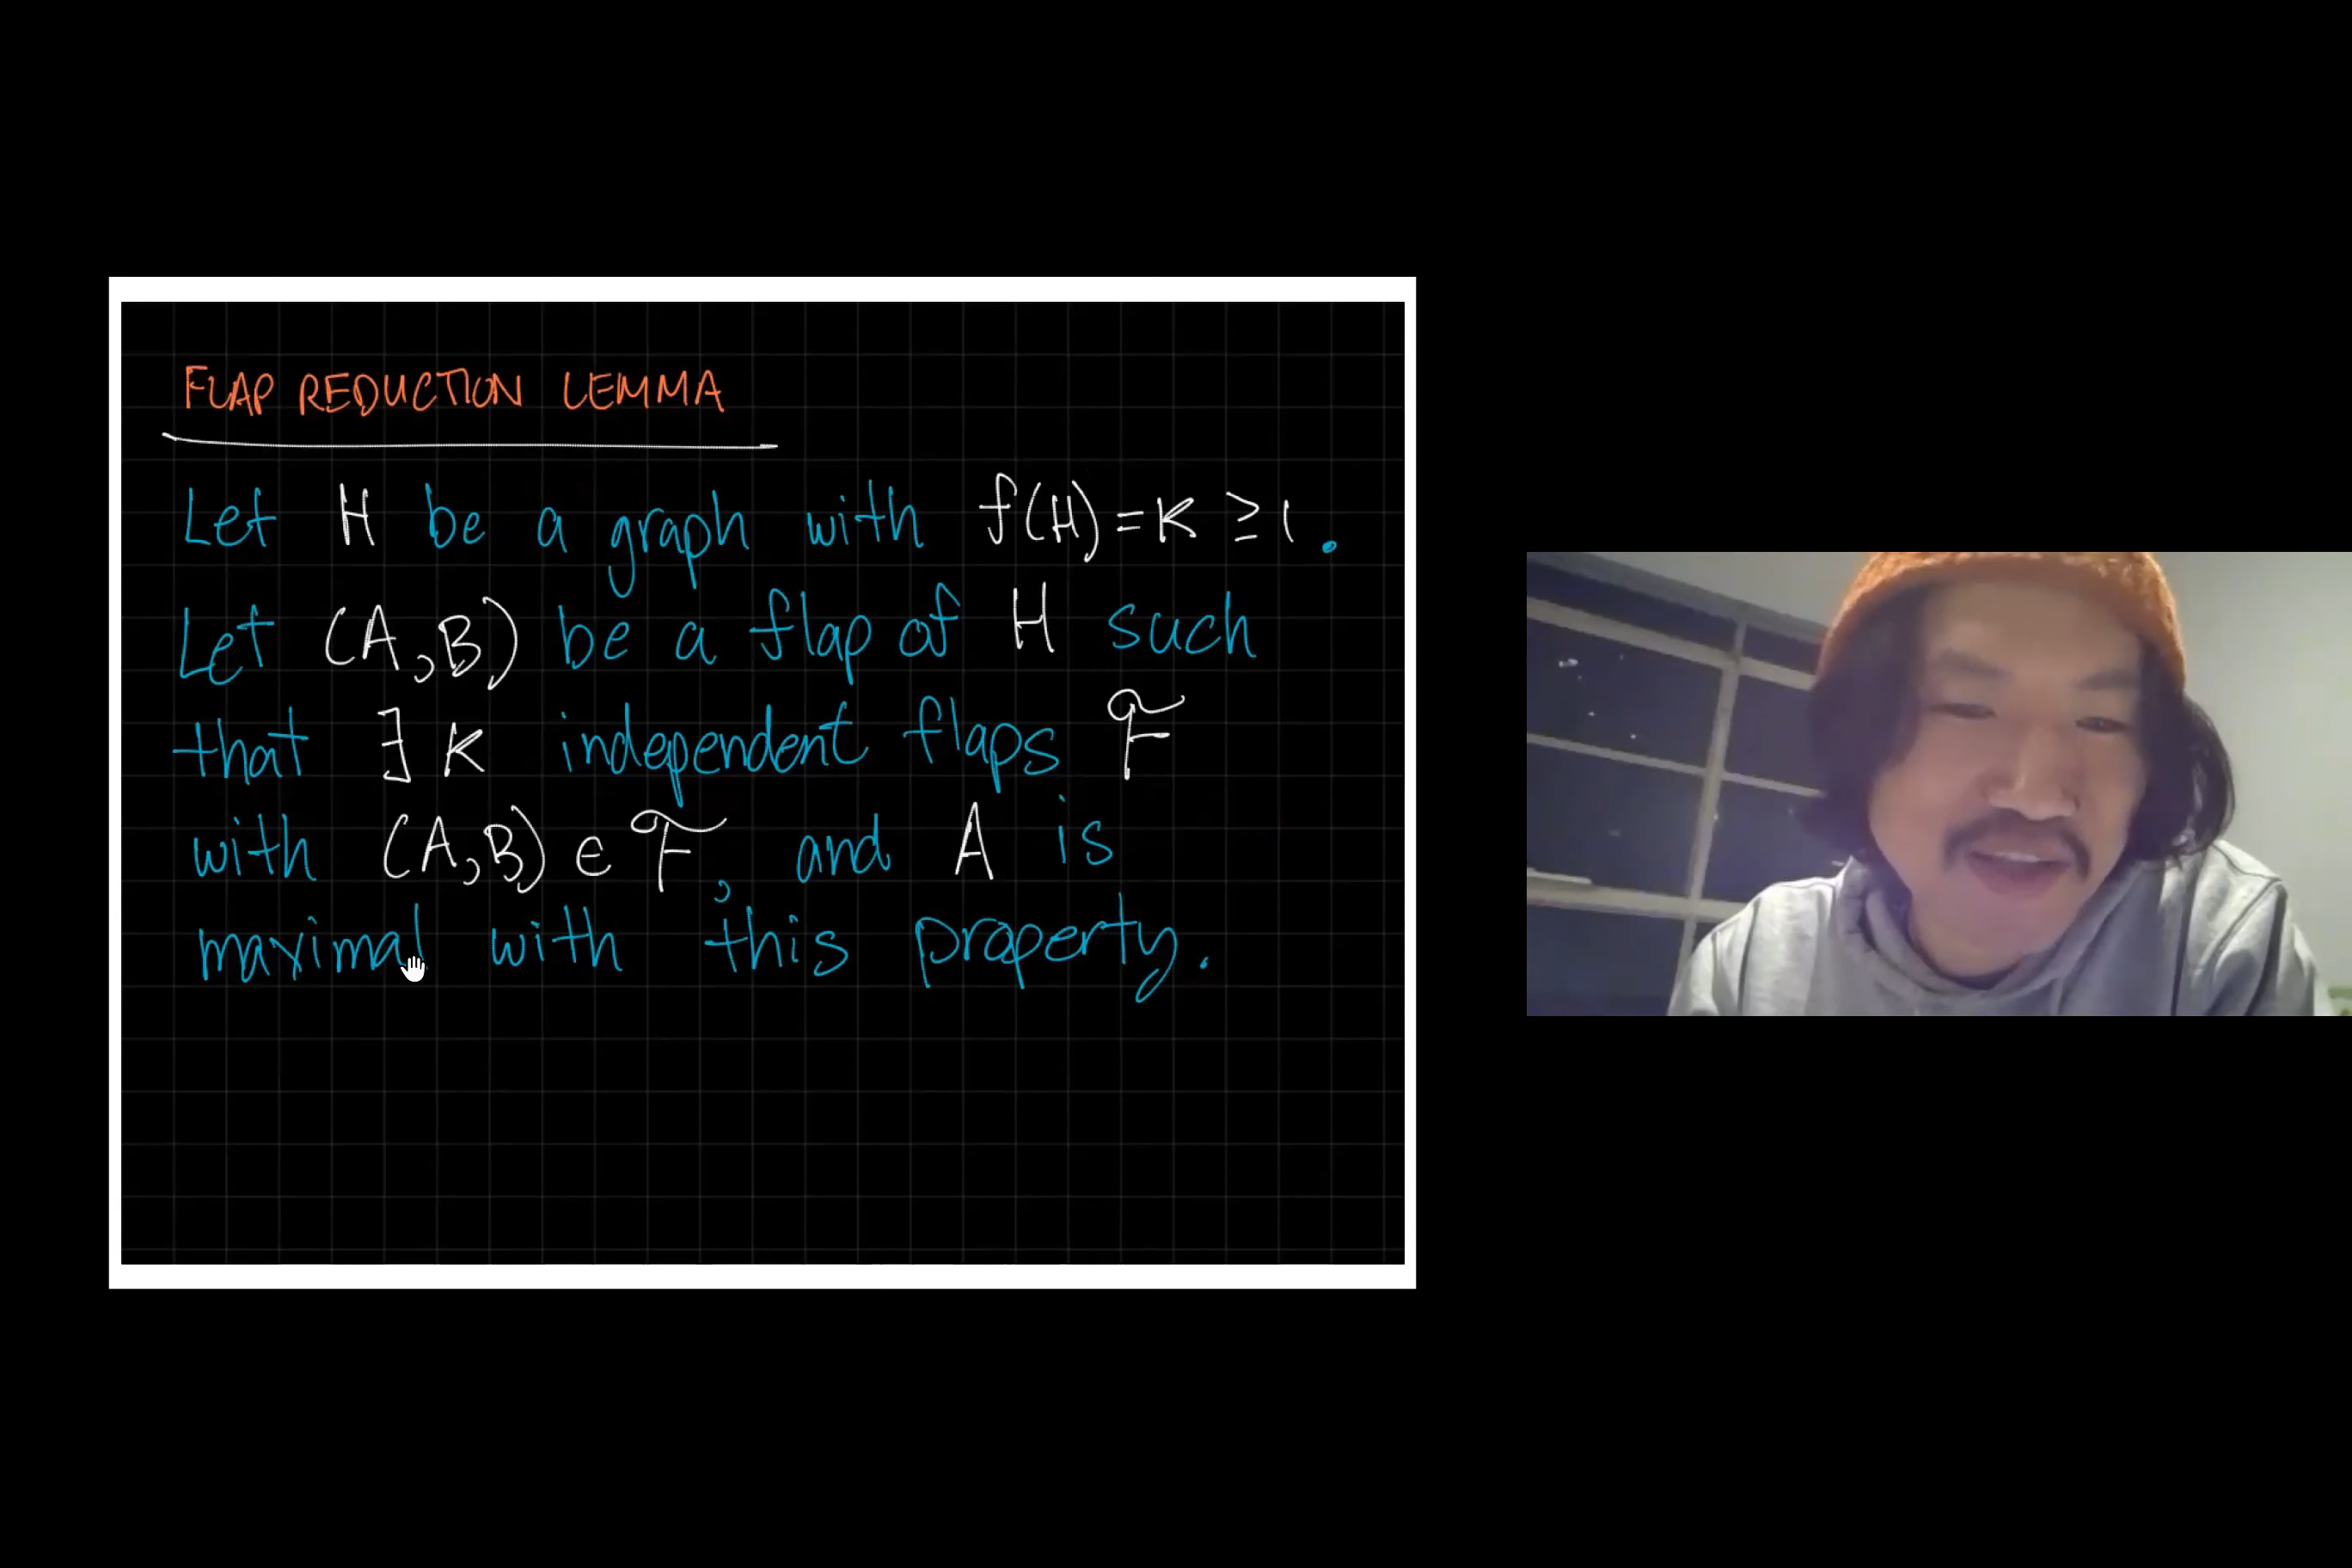 FLAP REDUCTION LEMMA
Let H be a graph with f(H) = K ≥ 1.
Let (A,B) be a flap of H such
that ∃ K independent flaps ℱ
with (A,B) ∈ ℱ, and A is
maximal with this property.